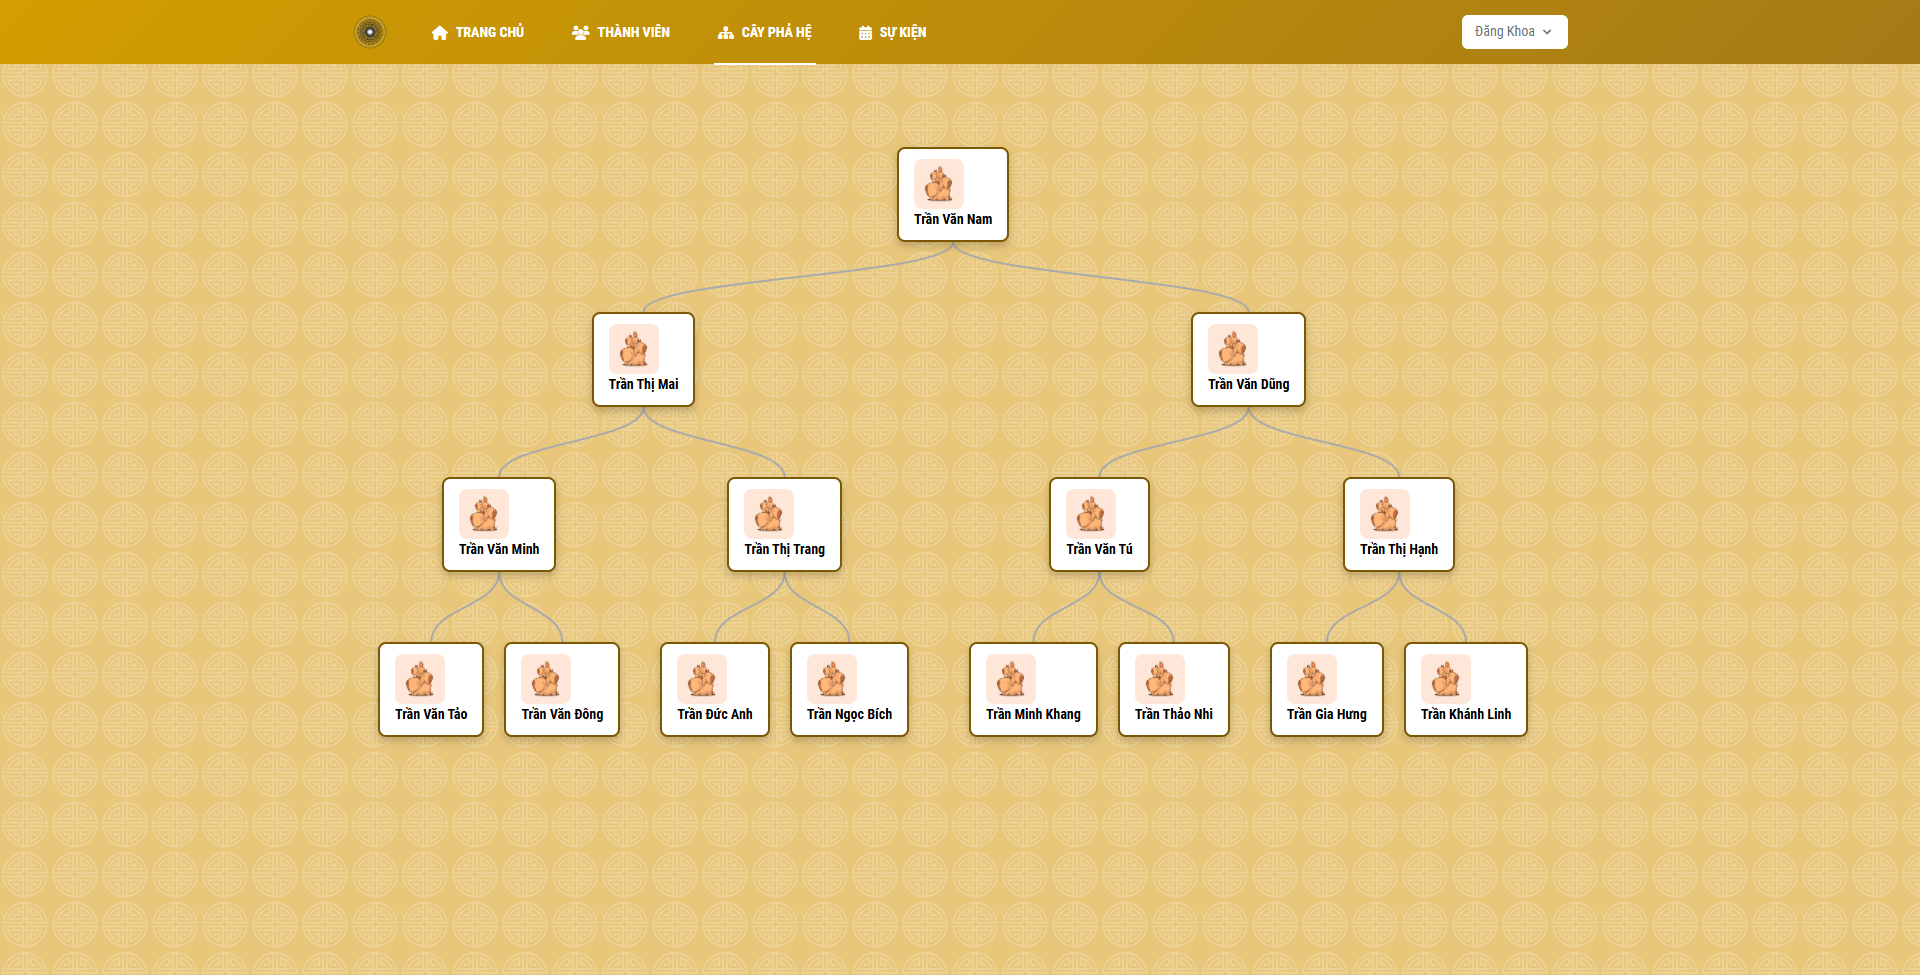 TRANG CHỦ
THÀNH VIÊN
CÂY PHẢ HỆ
SỰ KIỆN
Đăng Khoa
Trần Văn Nam
Trần Thị Mai
Trần Văn Dũng
Trần Văn Minh
Trần Thị Trang
Trần Văn Tú
Trần Thị Hạnh
Trần Văn Tảo
Trần Văn Đông
Trần Đức Anh
Trần Ngọc Bích
Trần Minh Khang
Trần Thảo Nhi
Trần Gia Hưng
Trần Khánh Linh